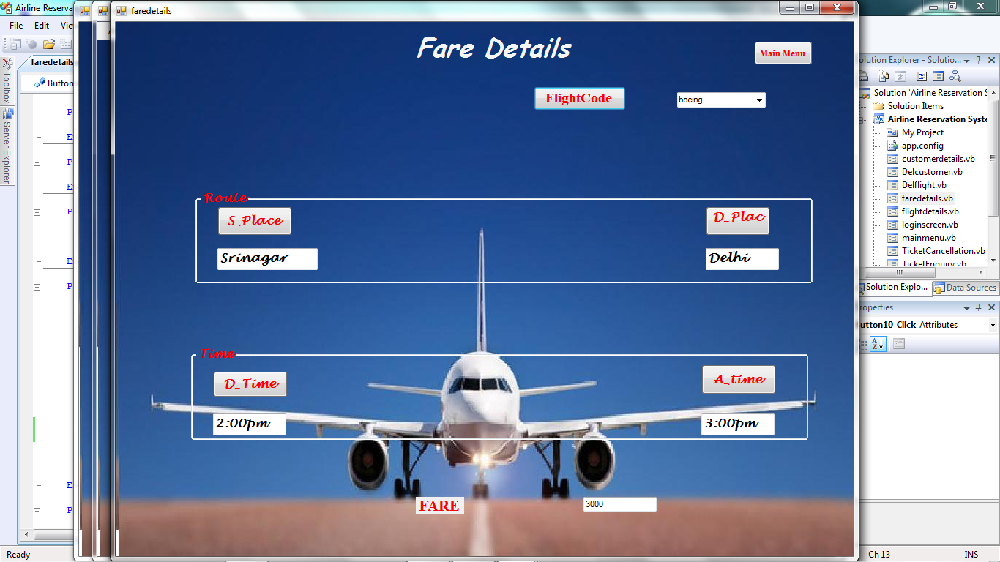 Airline Reserva
faredetails
File Edit Vie
faredetails
Button
Toolbox
Server Explorer
P
E
P
E
P
E
P
E
P
Ready
Fare Details
Main Menu
FlightCode
boeing
Route
S_Place
D_Plac
Srinagar
Delhi
Time
D_Time
A_time
2:00pm
3:00pm
FARE
3000
olution Explorer - Solutio...
Solution 'Airline Reservation S
Solution Items
Airline Reservation Syste
My Project
app.config
customerdetails.vb
Delcustomer.vb
Delflight.vb
faredetails.vb
flightdetails.vb
loginscreen.vb
mainmenu.vb
TicketCancellation.vb
TicketEnquiry.vb
Solution Explo...
Data Sources
roperties
utton10_Click Attributes
Ch 13
INS